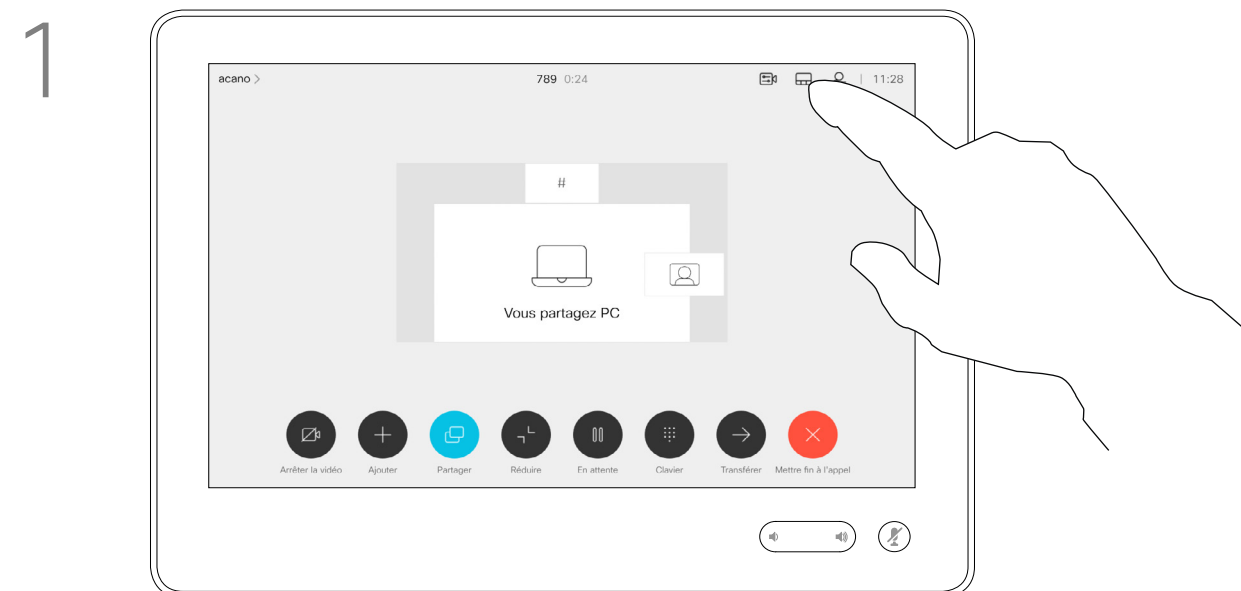 1
acano >
789 0:24
11:28
#
Vous partagez PC
Arrêter la vidéo Ajouter Partager Réduire En attente Clavier Transférer Mettre fin à l'appel